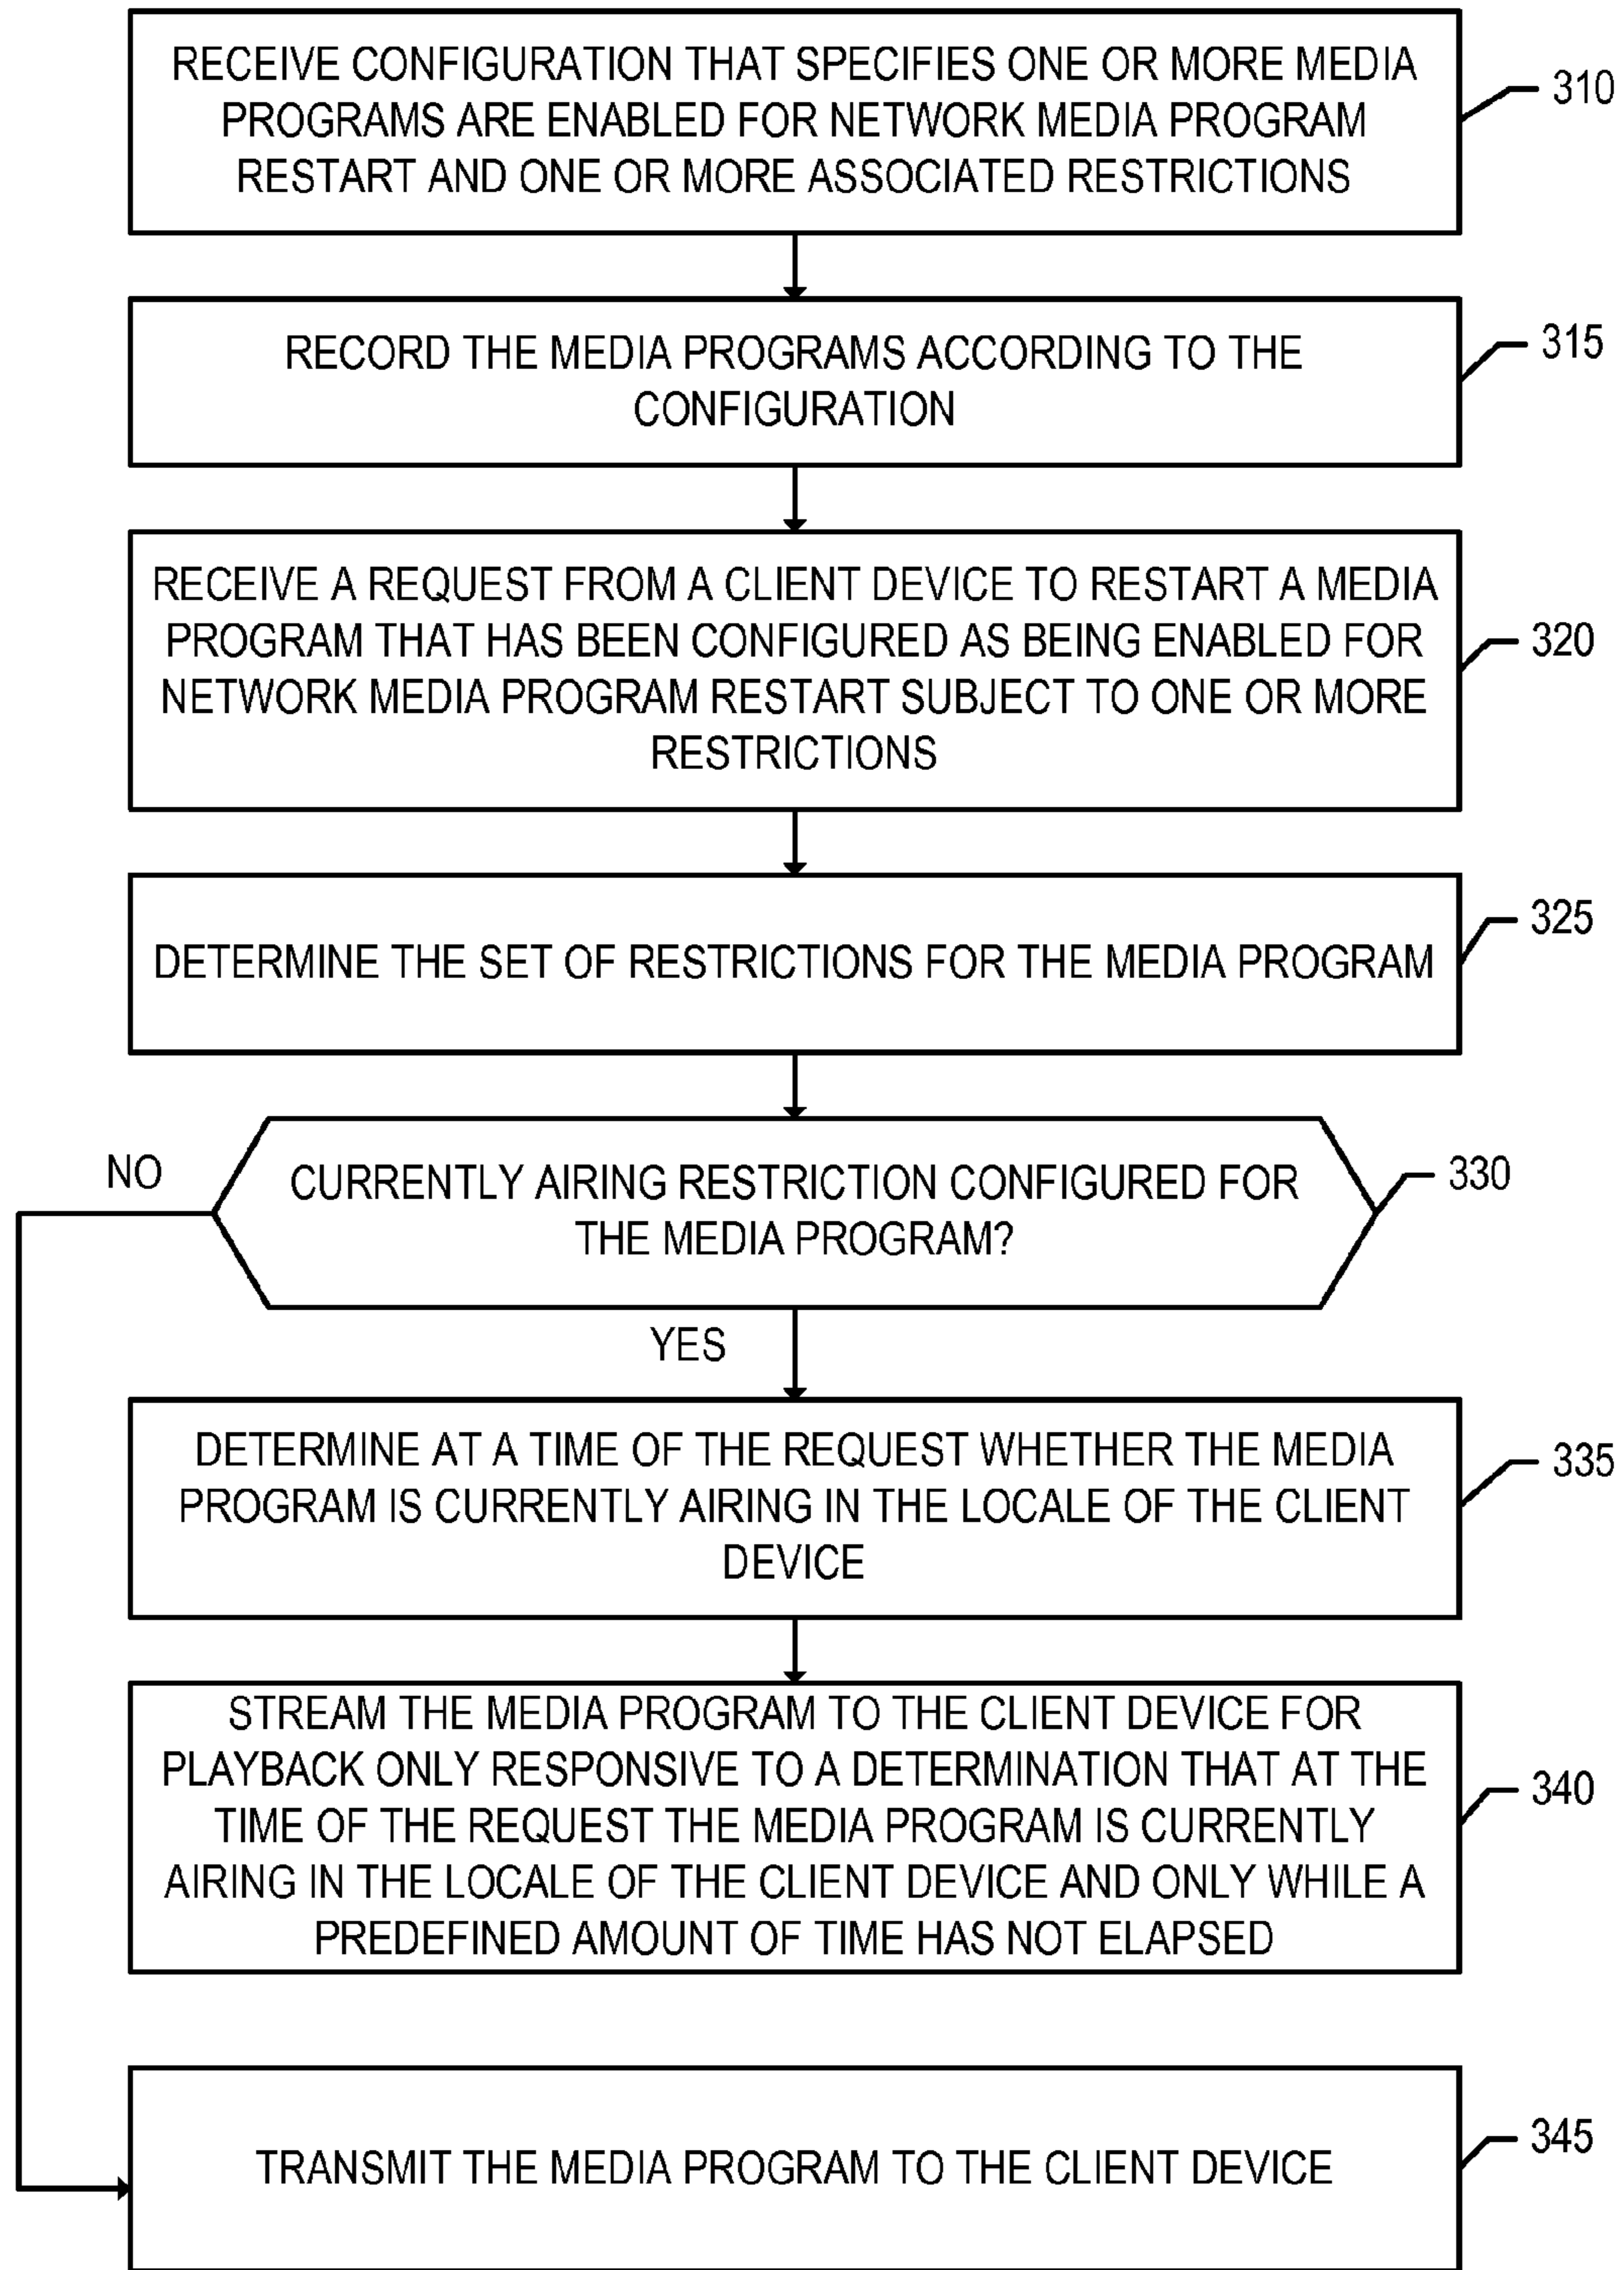 RECEIVE CONFIGURATION THAT SPECIFIES ONE OR MORE MEDIA
PROGRAMS ARE ENABLED FOR NETWORK MEDIA PROGRAM
RESTART AND ONE OR MORE ASSOCIATED RESTRICTIONS
310
RECORD THE MEDIA PROGRAMS ACCORDING TO THE
CONFIGURATION
315
RECEIVE A REQUEST FROM A CLIENT DEVICE TO RESTART A MEDIA
PROGRAM THAT HAS BEEN CONFIGURED AS BEING ENABLED FOR
NETWORK MEDIA PROGRAM RESTART SUBJECT TO ONE OR MORE
RESTRICTIONS
320
DETERMINE THE SET OF RESTRICTIONS FOR THE MEDIA PROGRAM
325
NO
CURRENTLY AIRING RESTRICTION CONFIGURED FOR
THE MEDIA PROGRAM?
330
YES
DETERMINE AT A TIME OF THE REQUEST WHETHER THE MEDIA
PROGRAM IS CURRENTLY AIRING IN THE LOCALE OF THE CLIENT
DEVICE
335
STREAM THE MEDIA PROGRAM TO THE CLIENT DEVICE FOR
PLAYBACK ONLY RESPONSIVE TO A DETERMINATION THAT AT THE
TIME OF THE REQUEST THE MEDIA PROGRAM IS CURRENTLY
AIRING IN THE LOCALE OF THE CLIENT DEVICE AND ONLY WHILE A
PREDEFINED AMOUNT OF TIME HAS NOT ELAPSED
340
TRANSMIT THE MEDIA PROGRAM TO THE CLIENT DEVICE
345